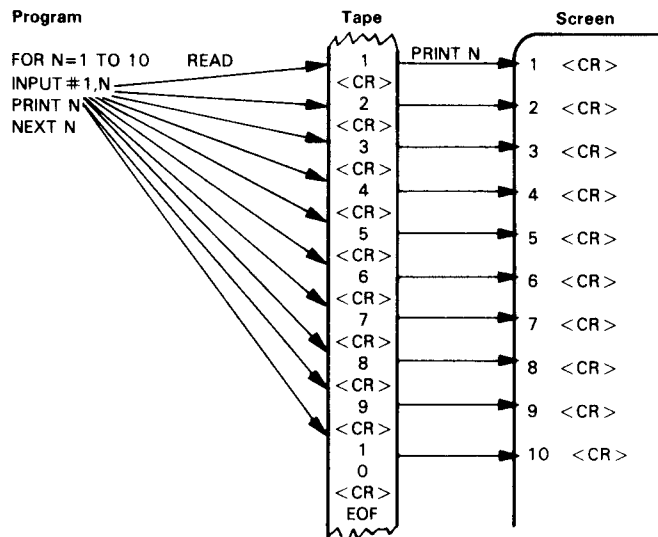 Program
Tape
Screen
FOR N=1 TO 10 READ
INPUT #1,N
PRINT N
NEXT N
PRINT N
1
<CR>
2
<CR>
3
<CR>
4
<CR>
5
<CR>
6
<CR>
7
<CR>
8
<CR>
9
<CR>
1
0
<CR>
EOF
1 <CR>
2 <CR>
3 <CR>
4 <CR>
5 <CR>
6 <CR>
7 <CR>
8 <CR>
9 <CR>
10 <CR>